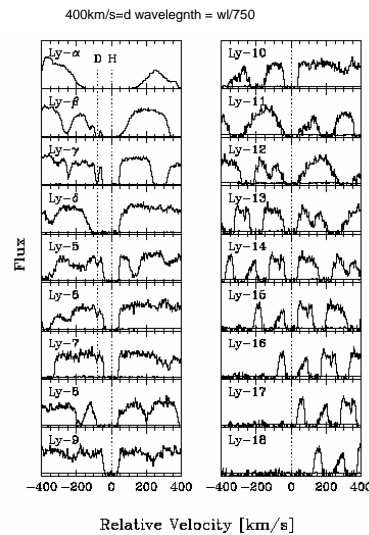 400km/s=d wavelegnth = wl/750
D H
Ly-α
Ly-β
Ly-γ
Ly-δ
Ly-5
Ly-6
Ly-7
Ly-8
Ly-9
Ly-10
Ly-11
Ly-12
Ly-13
Ly-14
Ly-15
Ly-16
Ly-17
Ly-18
Flux
-400 -200 0 200 400
-400 -200 0 200 400
Relative Velocity [km/s]